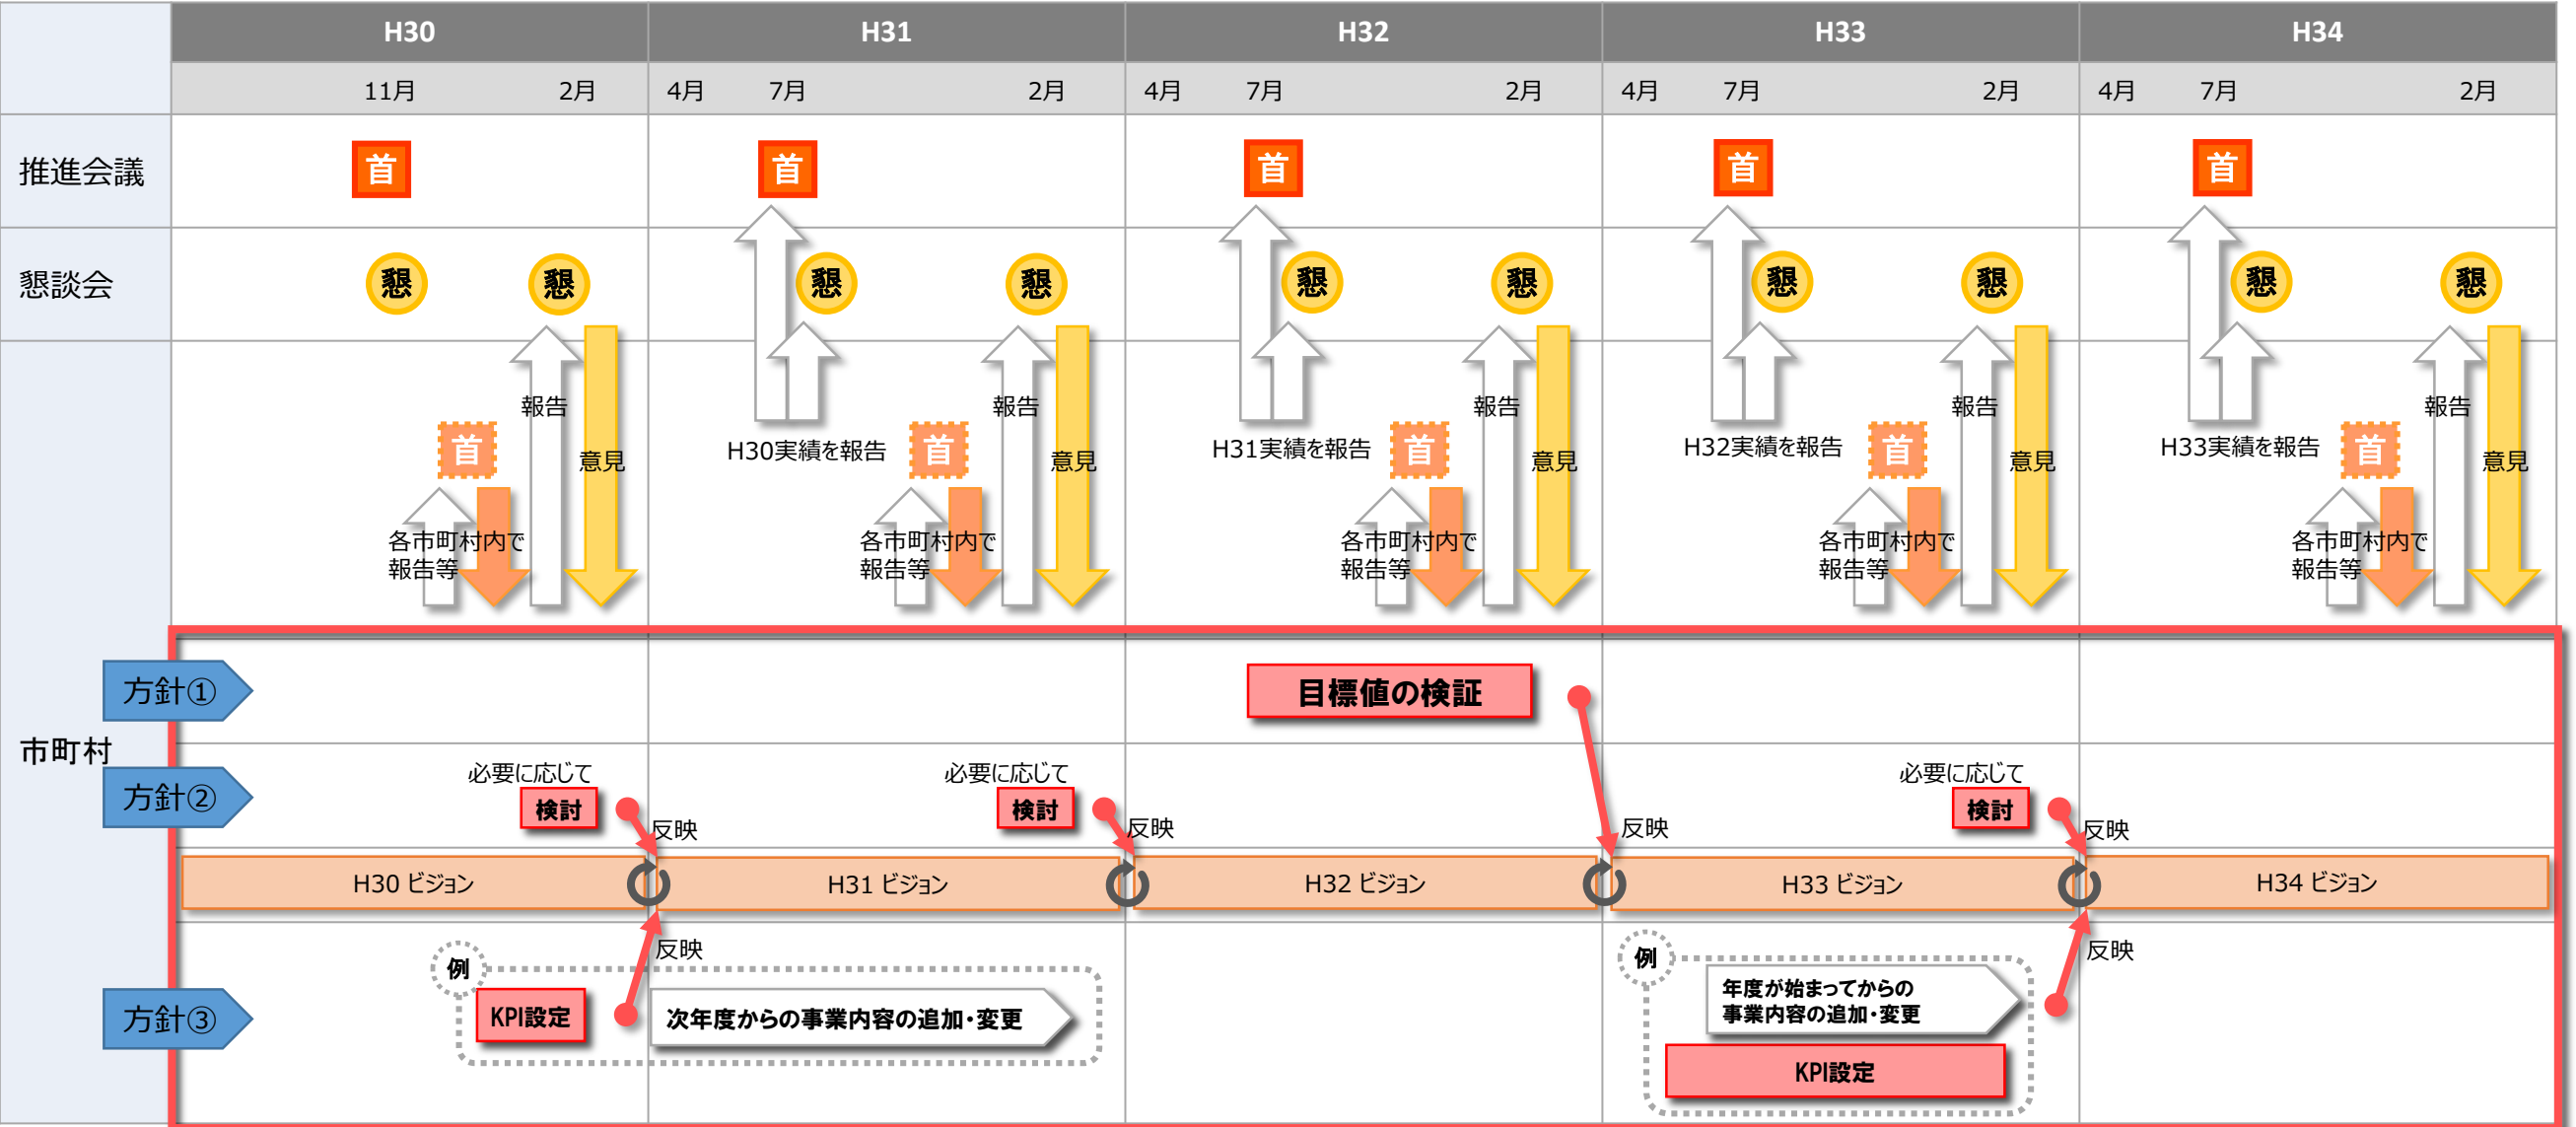 H30
H31
H32
H33
H34
11月
2月
4月
7月
2月
4月
7月
2月
4月
7月
2月
4月
7月
2月
推進会議
首
首
首
首
首
懇談会
懇
懇
懇
懇
懇
懇
懇
懇
懇
懇
市町村
報告
意見
首
各市町村内で
報告等
H30実績を報告
報告
意見
首
各市町村内で
報告等
H31実績を報告
報告
意見
首
各市町村内で
報告等
H32実績を報告
報告
意見
首
各市町村内で
報告等
H33実績を報告
報告
意見
首
各市町村内で
報告等
方針①
目標値の検証
反映
方針②
必要に応じて
検討
反映
必要に応じて
検討
反映
必要に応じて
検討
反映
H30 ビジョン
H31 ビジョン
H32 ビジョン
H33 ビジョン
H34 ビジョン
方針③
例
KPI設定
反映
次年度からの事業内容の追加・変更
例
年度が始まってからの
事業内容の追加・変更
KPI設定
反映